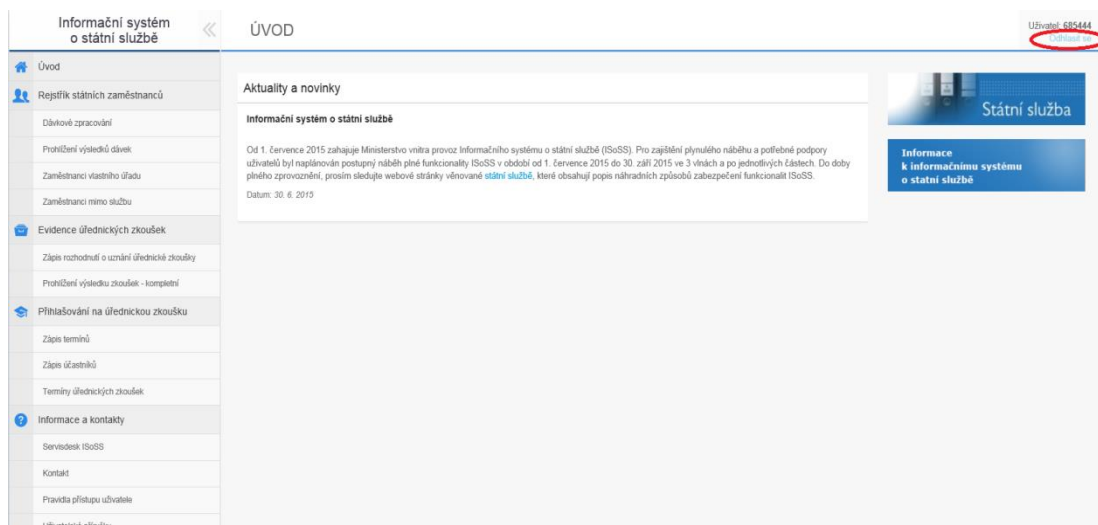 Informační systém
o státní službě
ÚVOD
Uživatel: 685444
Odhlásit se
Úvod
Rejstřík státních zaměstnanců
Dávkové zpracování
Prohlížení výsledků dávek
Zaměstnanci vlastního úřadu
Zaměstnanci mimo službu
Evidence úřednických zkoušek
Zápis rozhodnutí o uznání úřednické zkoušky
Prohlížení výsledku zkoušek - kompletní
Přihlašování na úřednickou zkoušku
Zápis termínů
Zápis účastníků
Termíny úřednických zkoušek
Informace a kontakty
Servisdesk ISoSS
Kontakt
Pravidla přístupu uživatele
Aktuality a novinky
Informační systém o státní službě
Od 1. července 2015 zahajuje Ministerstvo vnitra provoz Informačního systému o státní službě (ISoSS). Pro zajištění plynulého náběhu a potřebné podpory
uživatelů byl naplánován postupný náběh plné funkcionality ISoSS v období od 1. července 2015 do 30. září 2015 ve 3 vlnách a po jednotlivých částech. Do doby
plného zprovoznění, prosím sledujte webové stránky věnované státní službě, které obsahují popis náhradních způsobů zabezpečení funkcionalit ISoSS.
Datum: 30. 6. 2015
Státní služba
Informace
k informačnímu systému
o statní službě